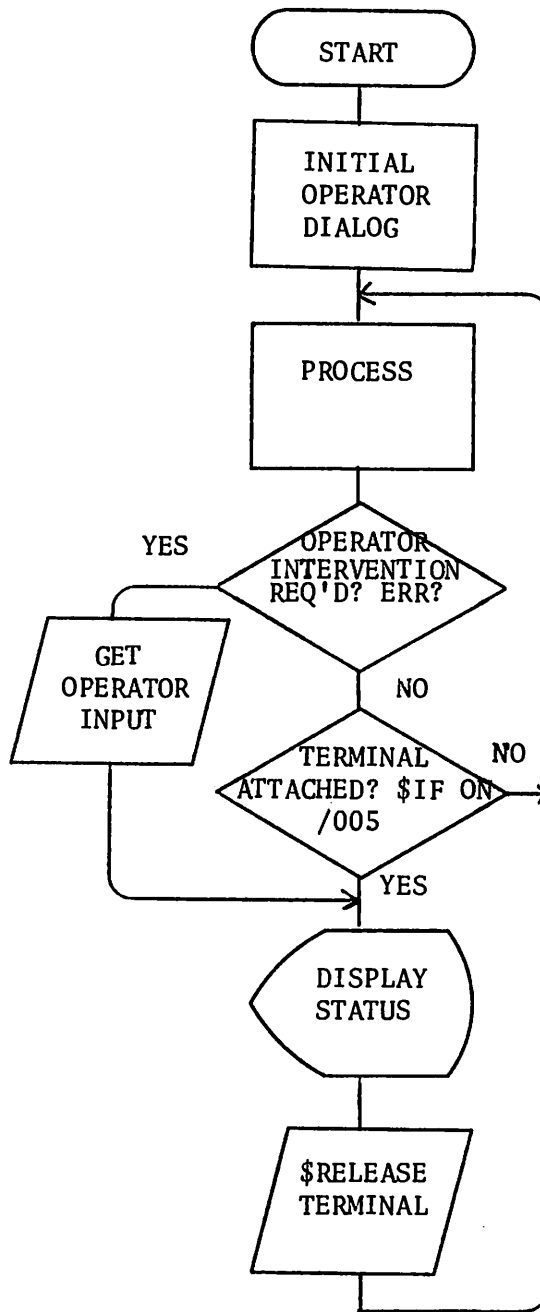 START
INITIAL
OPERATOR
DIALOG
PROCESS
YES
OPERATOR
INTERVENTION
REQ'D? ERR?
GET
OPERATOR
INPUT
NO
TERMINAL
ATTACHED? $IF ON
/005
NO
YES
DISPLAY
STATUS
$RELEASE
TERMINAL